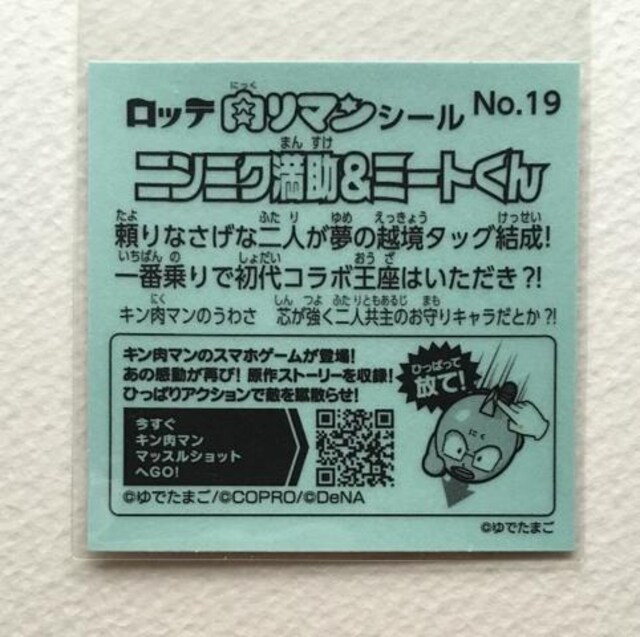 ロッテ 肉リマンシール No.19
ニンニク満助&ミートくん
頼りなさげな二人が夢の越境タッグ結成!
一番乗りで初代コラボ王座はいただき?!
キン肉マンのうわさ 芯が強く二人共主のお守りキャラだとか?!
キン肉マンのスマホゲームが登場!
あの感動が再び! 原作ストーリーを収録!
ひっぱりアクションで敵を蹴散らせ!
ひっぱって
放て!
今すぐ
キン肉マン
マッスルショット
へGO!
にく
©ゆでたまご/©COPRO/©DeNA
©ゆでたまご